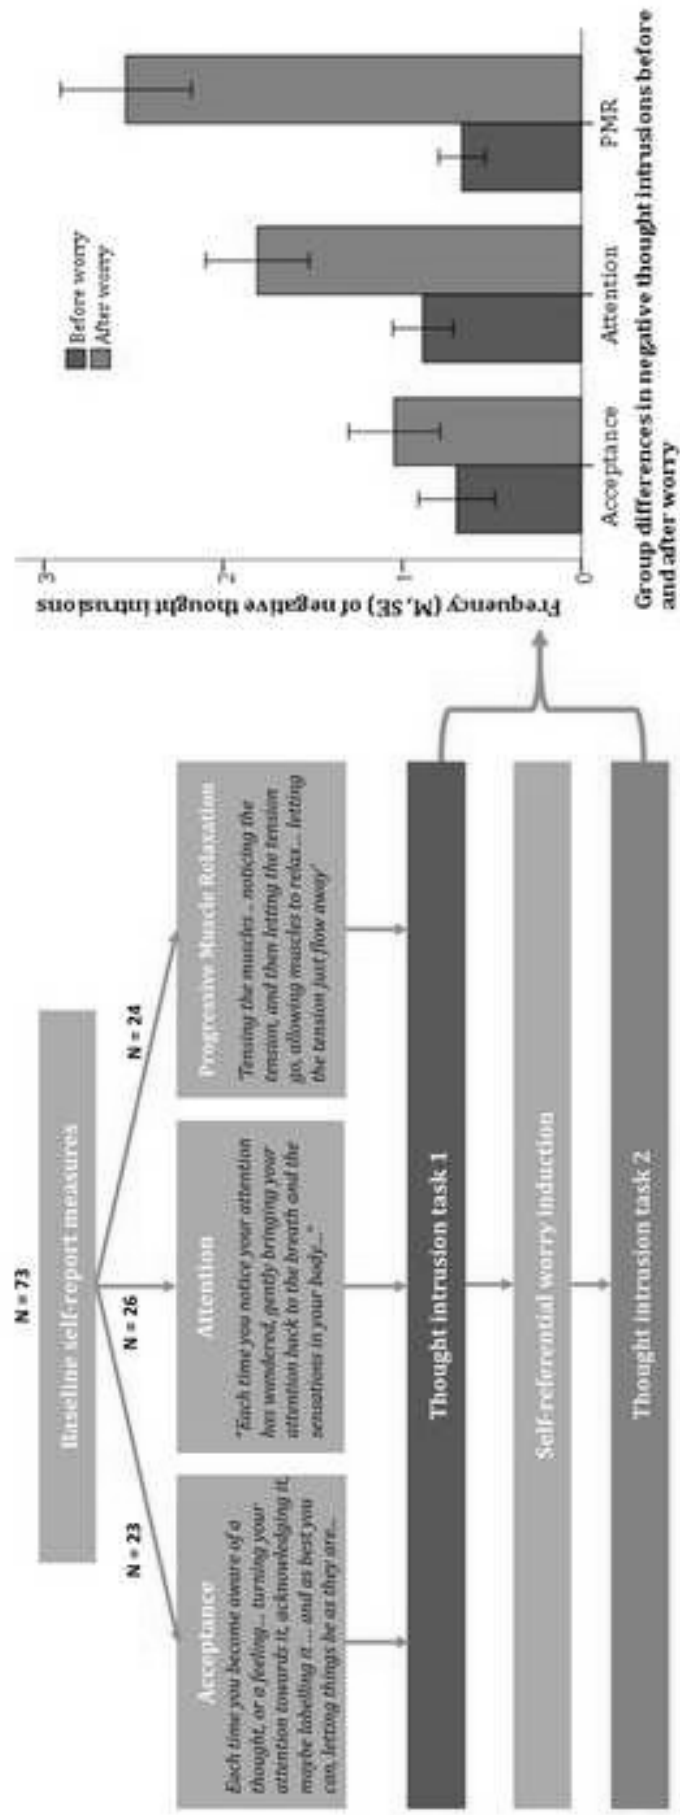 N = 73
Baseline self-report measures
N = 23
N = 26
N = 24
Acceptance
Each time you become aware of a
thought, or a feeling... turning your
attention towards it, acknowledging it,
maybe labelling it ... and as best you
can, letting things be as they are...
Attention
"Each time you notice your attention
has wandered, gently bringing your
attention back to the breath and the
sensations in your body..."
Progressive Muscle Relaxation
'Tensing the muscles... noticing the
tension, and then letting the tension
go, allowing muscles to relax... letting
the tension just flow away'
Thought intrusion task 1
Self-referential worry induction
Thought intrusion task 2
Frequency (M, SE) of negative thought intrusions
3
2
1
0
Before worry
After worry
Acceptance
Attention
PMR
Group differences in negative thought intrusions before
and after worry